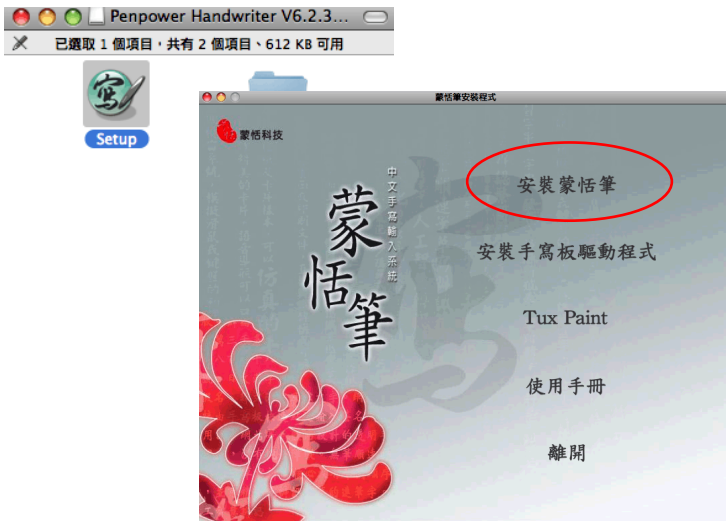 Penpower Handwriter V6.2.3...
已選取 1 個項目,共有 2 個項目、612 KB 可用
寫
Setup
蒙恬筆安裝程式
蒙恬科技
中文手寫輸入系統
蒙恬筆
寫
安裝蒙恬筆
安裝手寫板驅動程式
Tux Paint
使用手冊
離開